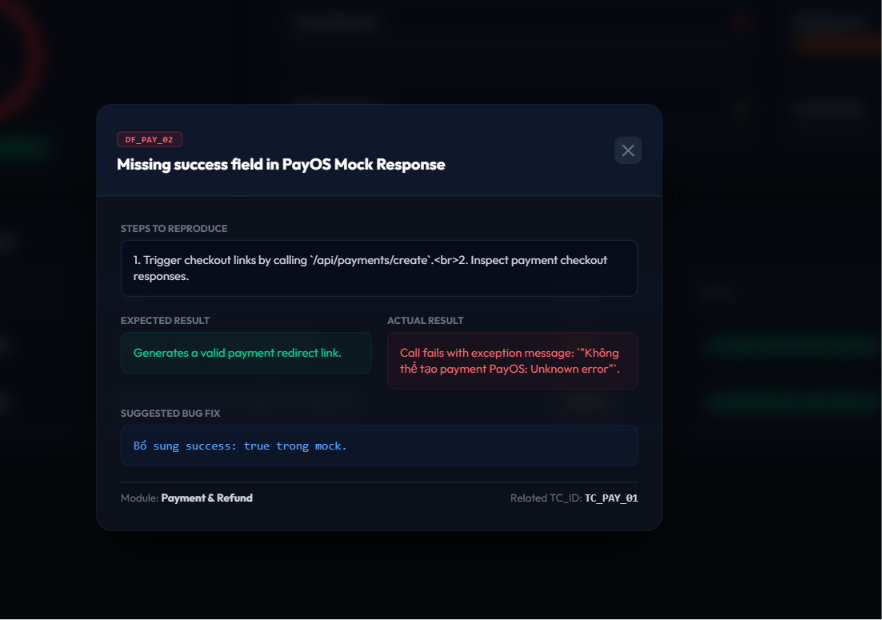 DF_PAY_02
Missing success field in PayOS Mock Response
STEPS TO REPRODUCE
1. Trigger checkout links by calling `/api/payments/create`.<br>2. Inspect payment checkout
responses.
EXPECTED RESULT
ACTUAL RESULT
Generates a valid payment redirect link.
Call fails with exception message: `"Không
thể tạo payment PayOS: Unknown error"`.
SUGGESTED BUG FIX
Bổ sung success: true trong mock.
Module: Payment & Refund
Related TC_ID: TC_PAY_01